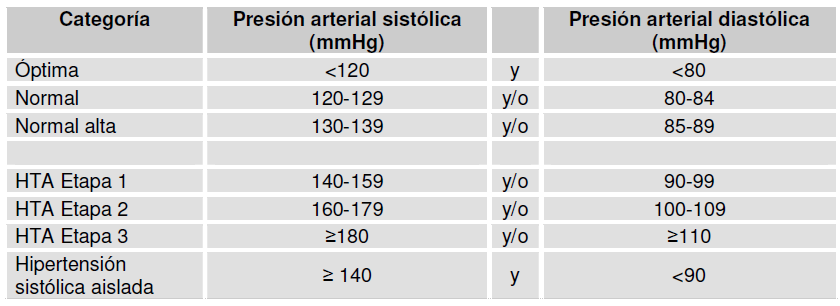 Categoría Presión arterial sistólica (mmHg) Presión arterial diastólica (mmHg)
Óptima <120 y <80
Normal 120-129 y/o 80-84
Normal alta 130-139 y/o 85-89
HTA Etapa 1 140-159 y/o 90-99
HTA Etapa 2 160-179 y/o 100-109
HTA Etapa 3 ≥180 y/o ≥110
Hipertensión sistólica aislada ≥ 140 y <90